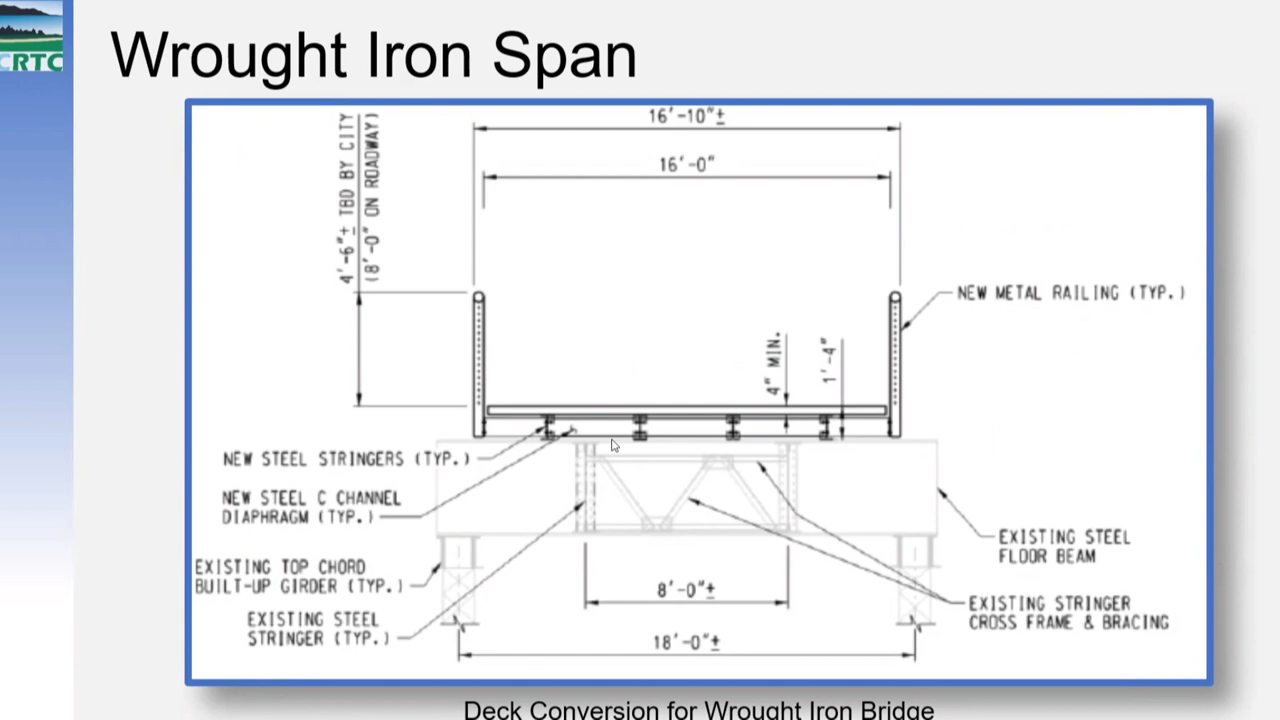 CRTC
Wrought Iron Span
16'-10"±
16'-0"
4'-6"± TBD BY CITY
(8'-0" ON ROADWAY)
NEW METAL RAILING (TYP.)
4" MIN.
1'-4"
NEW STEEL STRINGERS (TYP.)
NEW STEEL C CHANNEL
DIAPHRAGM (TYP.)
EXISTING TOP CHORD
BUILT-UP GIRDER (TYP.)
EXISTING STEEL
STRINGER (TYP.)
EXISTING STEEL
FLOOR BEAM
EXISTING STRINGER
CROSS FRAME & BRACING
8'-0"±
18'-0"±
Deck Conversion for Wrought Iron Bridge